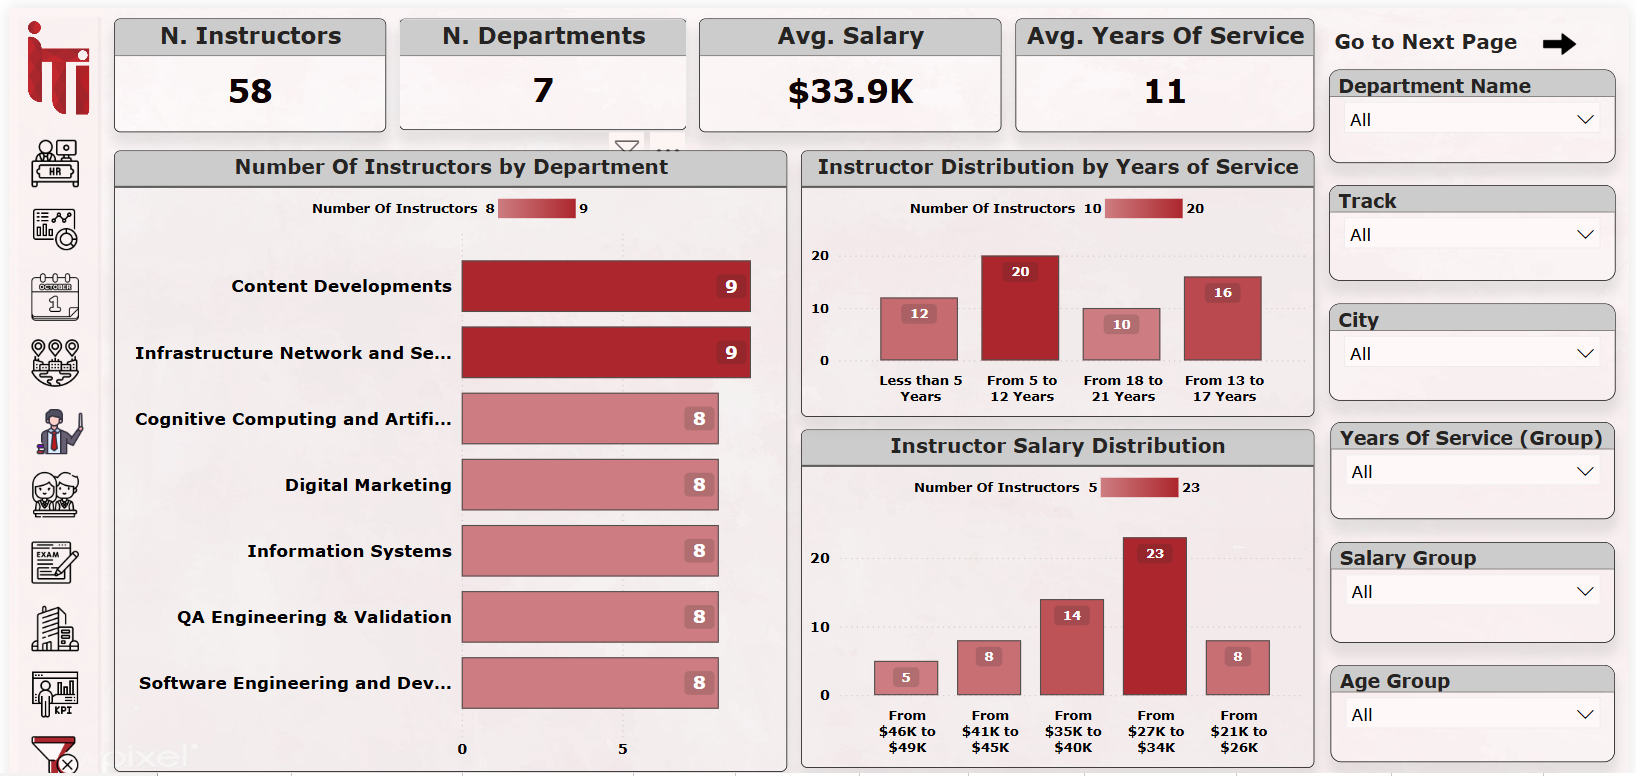 iTi
N. Instructors
58
N. Departments
7
Avg. Salary
$33.9K
Avg. Years Of Service
11
Go to Next Page
HR
OCTOBER
1
EXAM
KPI
pixel
Number Of Instructors by Department
Number Of Instructors 8 9
Content Developments 9
Infrastructure Network and Se... 9
Cognitive Computing and Artifi... 8
Digital Marketing 8
Information Systems 8
QA Engineering & Validation 8
Software Engineering and Dev... 8
0 5
Instructor Distribution by Years of Service
Number Of Instructors 10 20
20
10
0
12
20
10
16
Less than 5
Years
From 5 to
12 Years
From 18 to
21 Years
From 13 to
17 Years
Instructor Salary Distribution
Number Of Instructors 5 23
20
10
0
5
8
14
23
8
From
$46K to
$49K
From
$41K to
$45K
From
$35K to
$40K
From
$27K to
$34K
From
$21K to
$26K
Department Name
All
Track
All
City
All
Years Of Service (Group)
All
Salary Group
All
Age Group
All